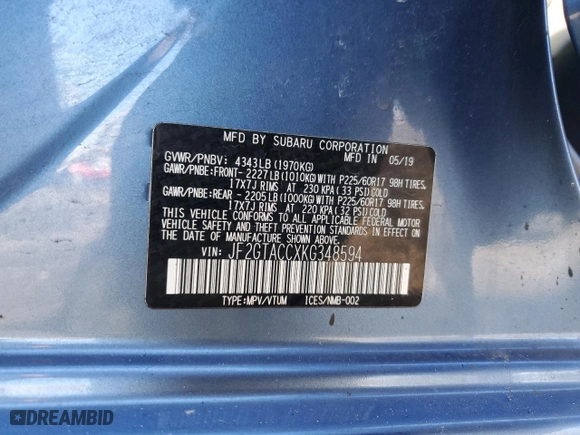 MFD BY SUBARU CORPORATION
MFD IN 05/19
GVWR/PNBV: 4343LB(1970KG)
GAWR/PNBE:FRONT- 2227LB(1010KG)WITH P225/60R17 98H TIRES,
17X7J RIMS AT 230 KPA(33 PSI)COLD
GAWR/PNBE:REAR - 2205LB(1000KG)WITH P225/60R17 98H TIRES,
17X7J RIMS AT 220 KPA(32 PSI)COLD
THIS VEHICLE CONFORMS TO ALL APPLICABLE FEDERAL MOTOR
VEHICLE SAFETY, BUMPER, AND THEFT PREVENTION STANDARDS
IN EFFECT ON THE DATE OF MANUFACTURE SHOWN ABOVE.
VIN: JF2GTACCXKG348594
TYPE:MPV/VTUM ICES/NMB-002
DREAMBID